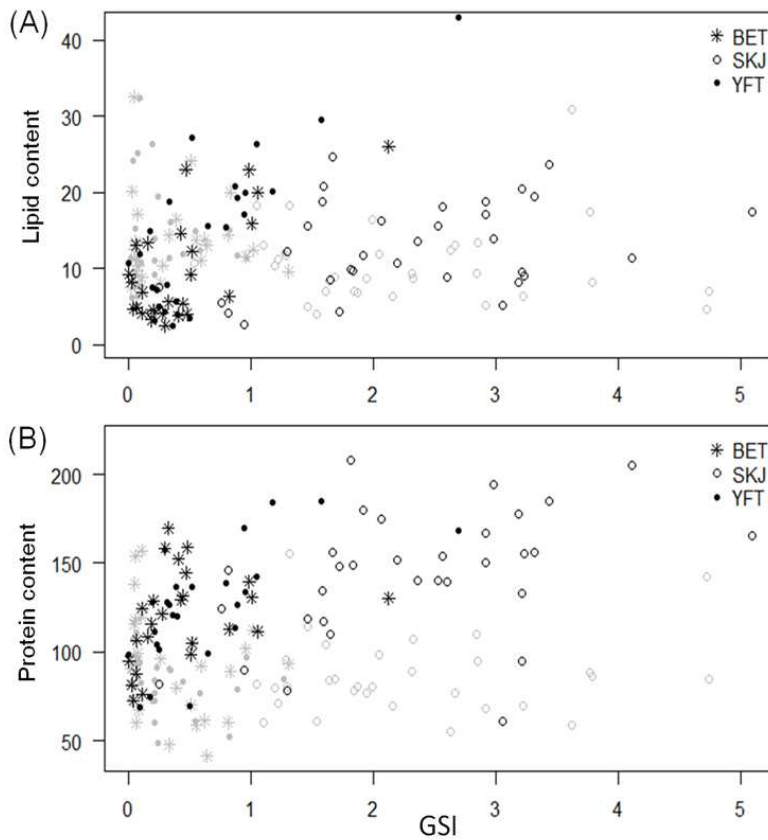 (A)
Lipid content
40
30
20
10
0
BET
SKJ
YFT
0 1 2 3 4 5
(B)
Protein content
200
150
100
50
BET
SKJ
YFT
0 1 2 3 4 5
GSI